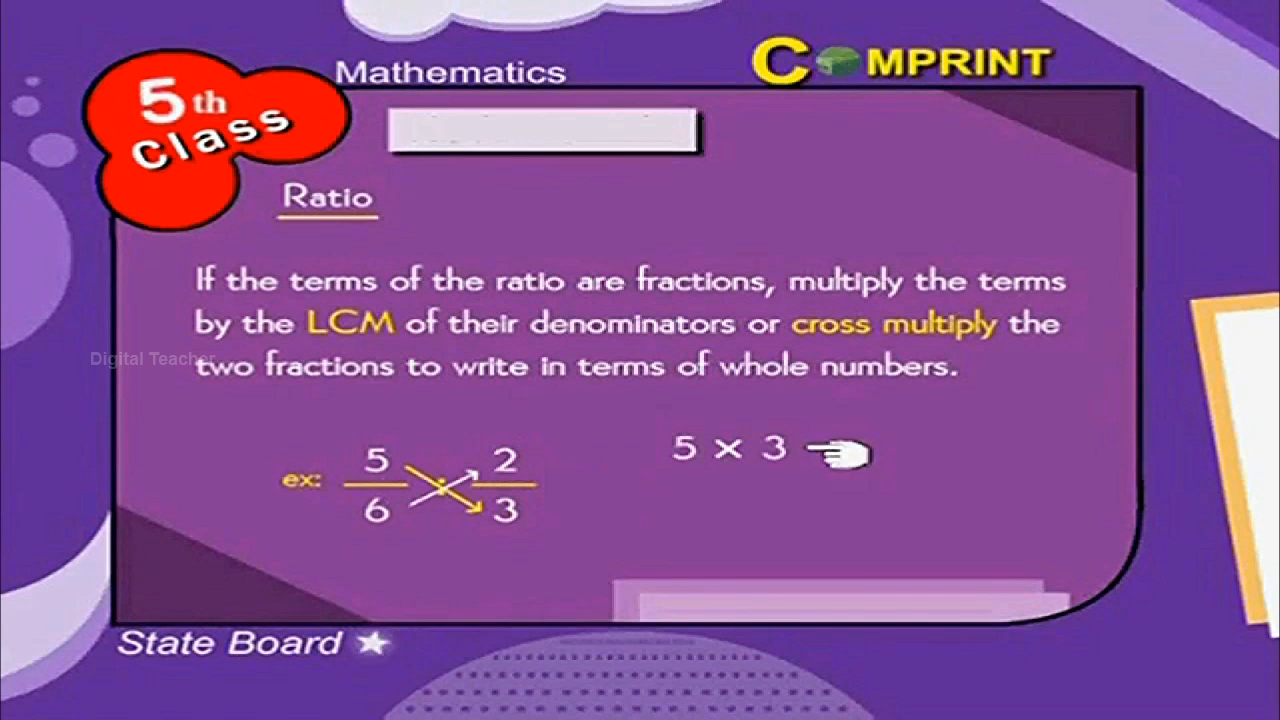 Mathematics
COMPRINT
5th
Class
Ratio
If the terms of the ratio are fractions, multiply the terms
by the LCM of their denominators or cross multiply the
Digital Teacher
two fractions to write in terms of whole numbers.
ex: 5/6 : 2/3
5 × 3
State Board